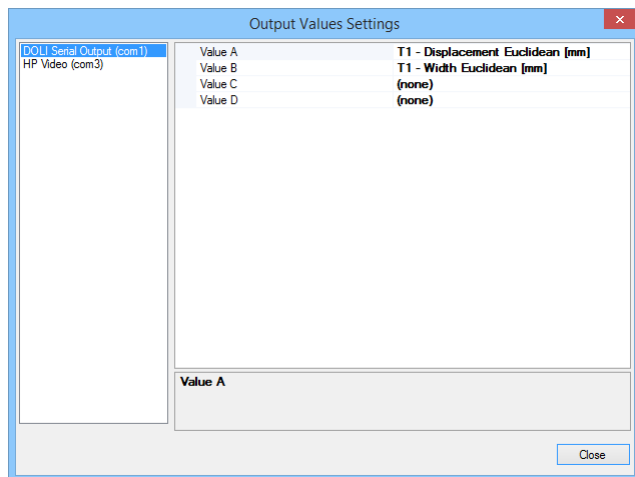 Output Values Settings
DOLI Serial Output (com1)
HP Video (com3)
Value A T1 - Displacement Euclidean [mm]
Value B T1 - Width Euclidean [mm]
Value C (none)
Value D (none)
Value A
Close